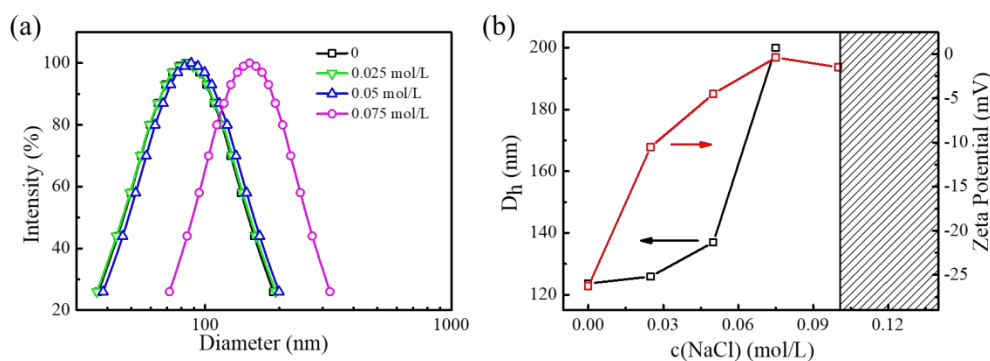 (a)
Intensity (%)
100
80
60
40
20
0
0.025 mol/L
0.05 mol/L
0.075 mol/L
100
1000
Diameter (nm)
(b)
Dh (nm)
200
180
160
140
120
0.00
0.03
0.06
0.09
0.12
c(NaCl) (mol/L)
0
-5
-10
-15
-20
-25
Zeta Potential (mV)